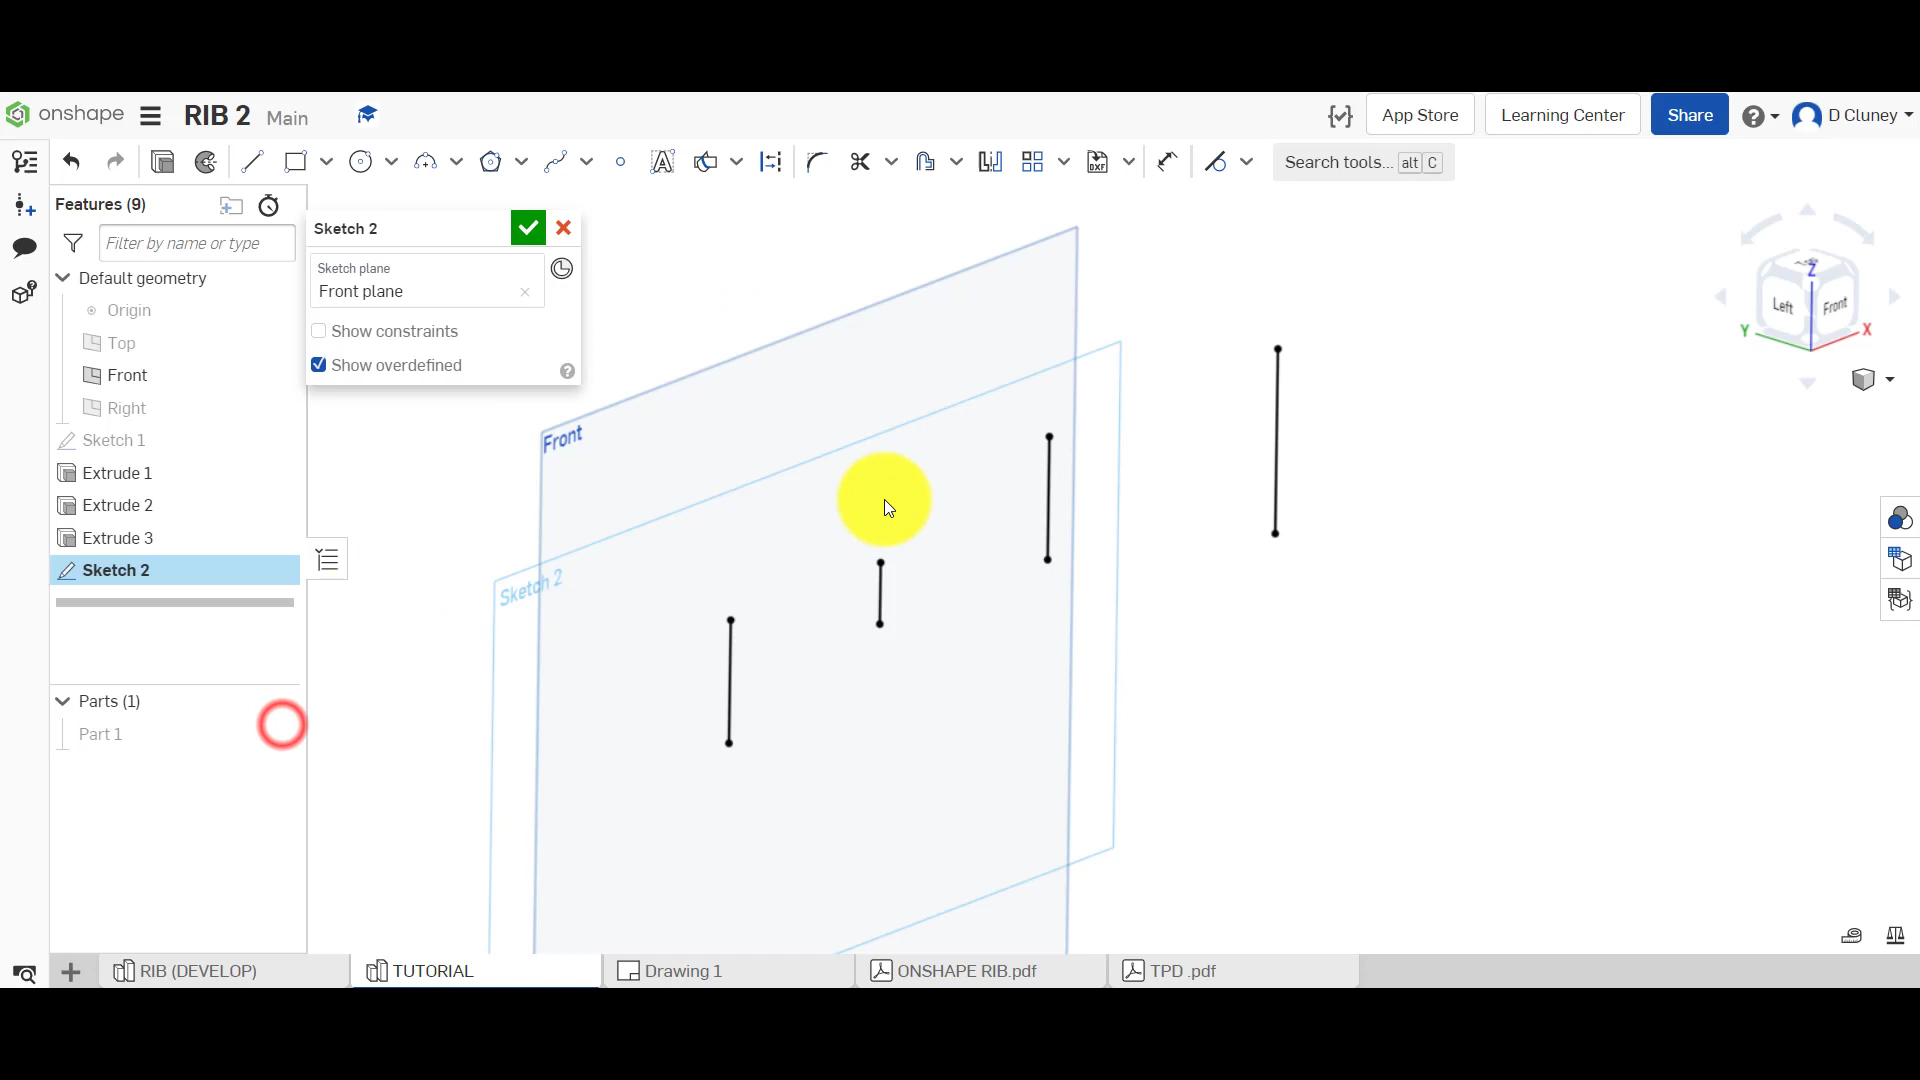 onshape
RIB 2 Main
App Store
Learning Center
Share
D Cluney
Search tools... alt C
Features (9)
Filter by name or type
Default geometry
Origin
Top
Front
Right
Sketch 1
Extrude 1
Extrude 2
Extrude 3
Sketch 2
Parts (1)
Part 1
Sketch 2
Sketch plane
Front plane
Show constraints
Show overdefined
Front
Sketch 2
Z
Left
Front
Y
X
RIB (DEVELOP)
TUTORIAL
Drawing 1
ONSHAPE RIB.pdf
TPD .pdf